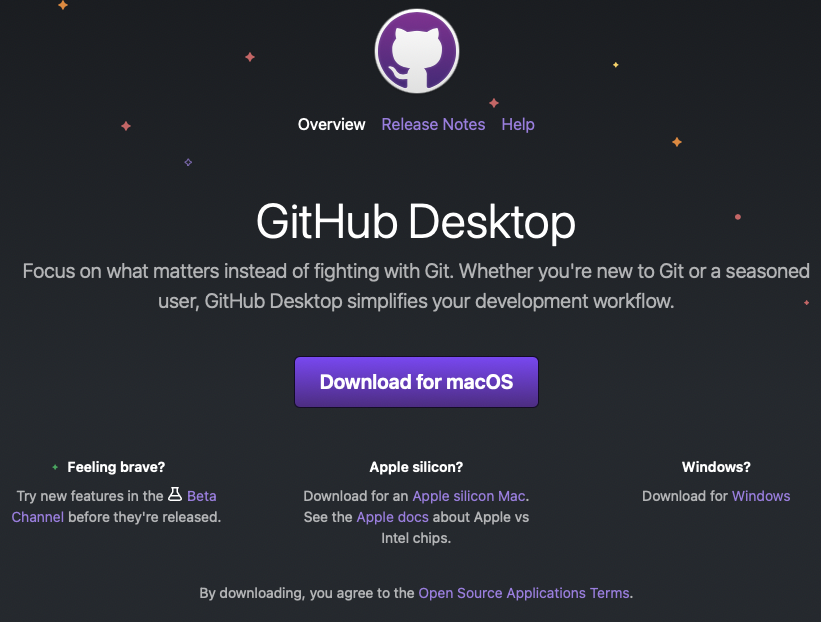 Overview Release Notes Help
GitHub Desktop
Focus on what matters instead of fighting with Git. Whether you're new to Git or a seasoned
user, GitHub Desktop simplifies your development workflow.
Download for macOS
Feeling brave?
Try new features in the Beta
Channel before they're released.
Apple silicon?
Download for an Apple silicon Mac.
See the Apple docs about Apple vs
Intel chips.
Windows?
Download for Windows
By downloading, you agree to the Open Source Applications Terms.